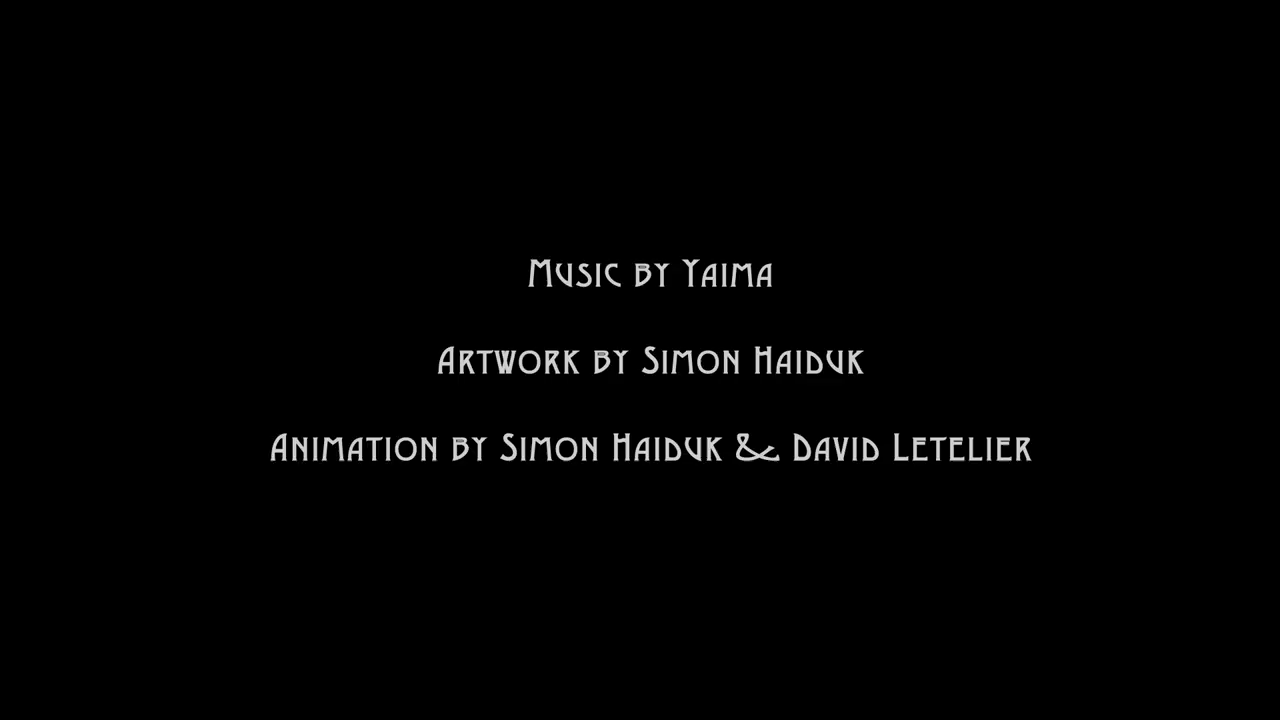 Music by Yaima
Artwork by Simon Haiduk
Animation by Simon Haiduk & David Letelier